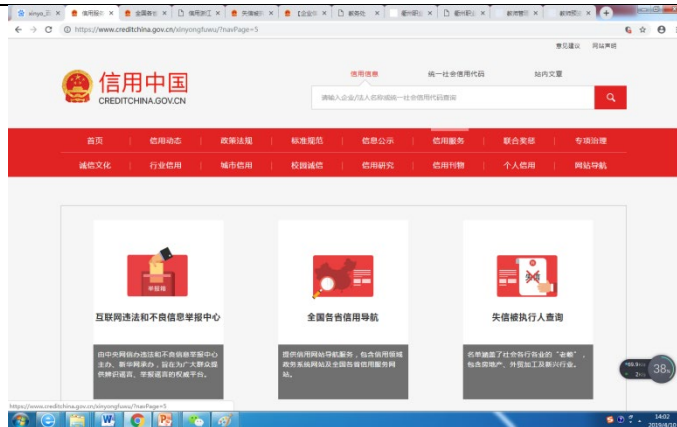 信用服务
https://www.creditchina.gov.cn/xinyongfuwu/?navPage=5
意见建议 网站声明
信用中国
CREDITCHINA.GOV.CN
信用信息 统一社会信用代码 站内文章
请输入企业/法人名称或统一社会信用代码查询
首页 信用动态 政策法规 标准规范 信息公示 信用服务 联合奖惩 专项治理
诚信文化 行业信用 城市信用 校园诚信 信用研究 信用刊物 个人信用 网站导航
举报箱
失信
互联网违法和不良信息举报中心 全国各省信用导航 失信被执行人查询
由中央网信办违法和不良信息举报中心 提供信用网站导航服务，包含信用领域 名单涵盖了社会各行各业的“老赖”，
主办、新华网承办，旨在为广大群众提 政务系统网站及全国各省信用服务网 包含房地产、外贸加工及新兴行业。
供辨识谣言、举报谣言的权威平台。 站。
https://www.creditchina.gov.cn/xinyongfuwu/?navPage=5
14:02
2019/4/10